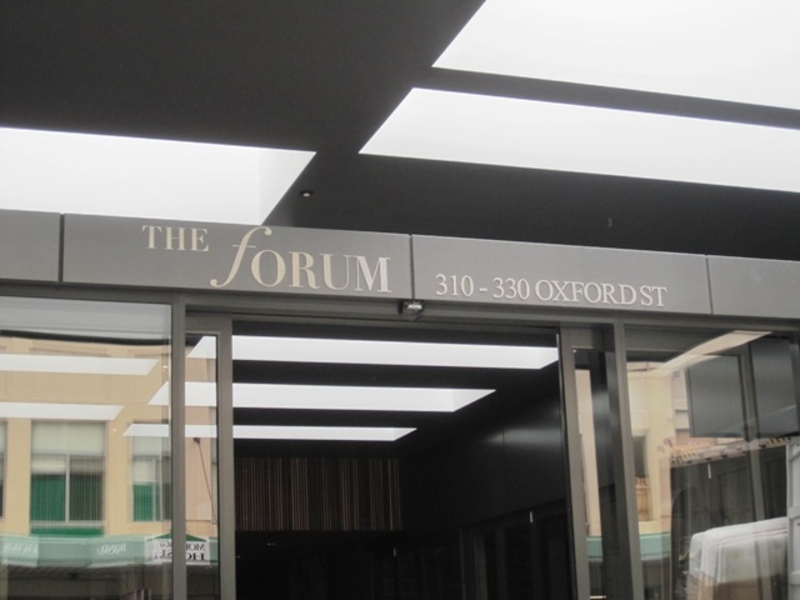 THE fORUM
310 - 330 OXFORD ST